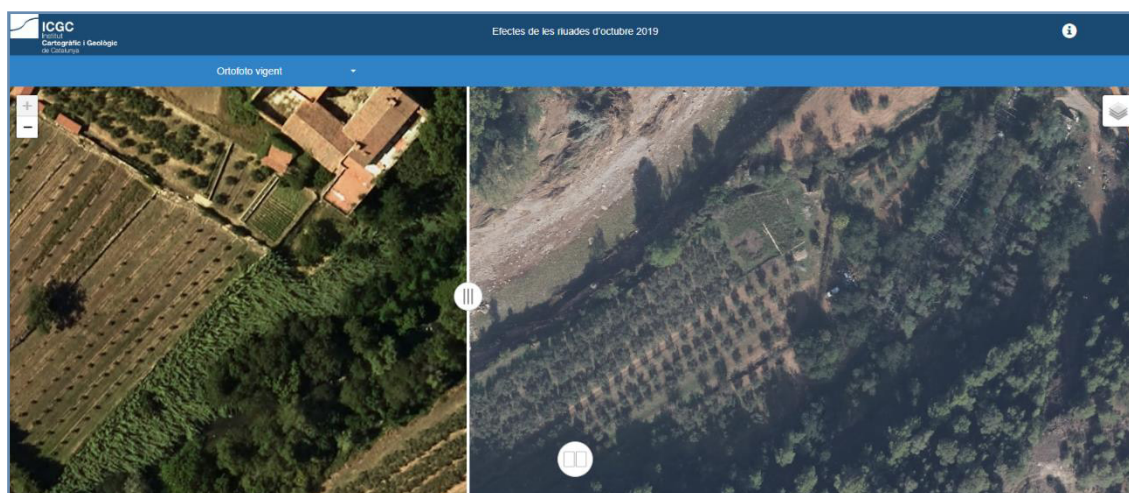 ICGC
Institut
Cartogràfic i Geològic
de Catalunya
Efectes de les riuades d'octubre 2019
Ortofoto vigent
+
−